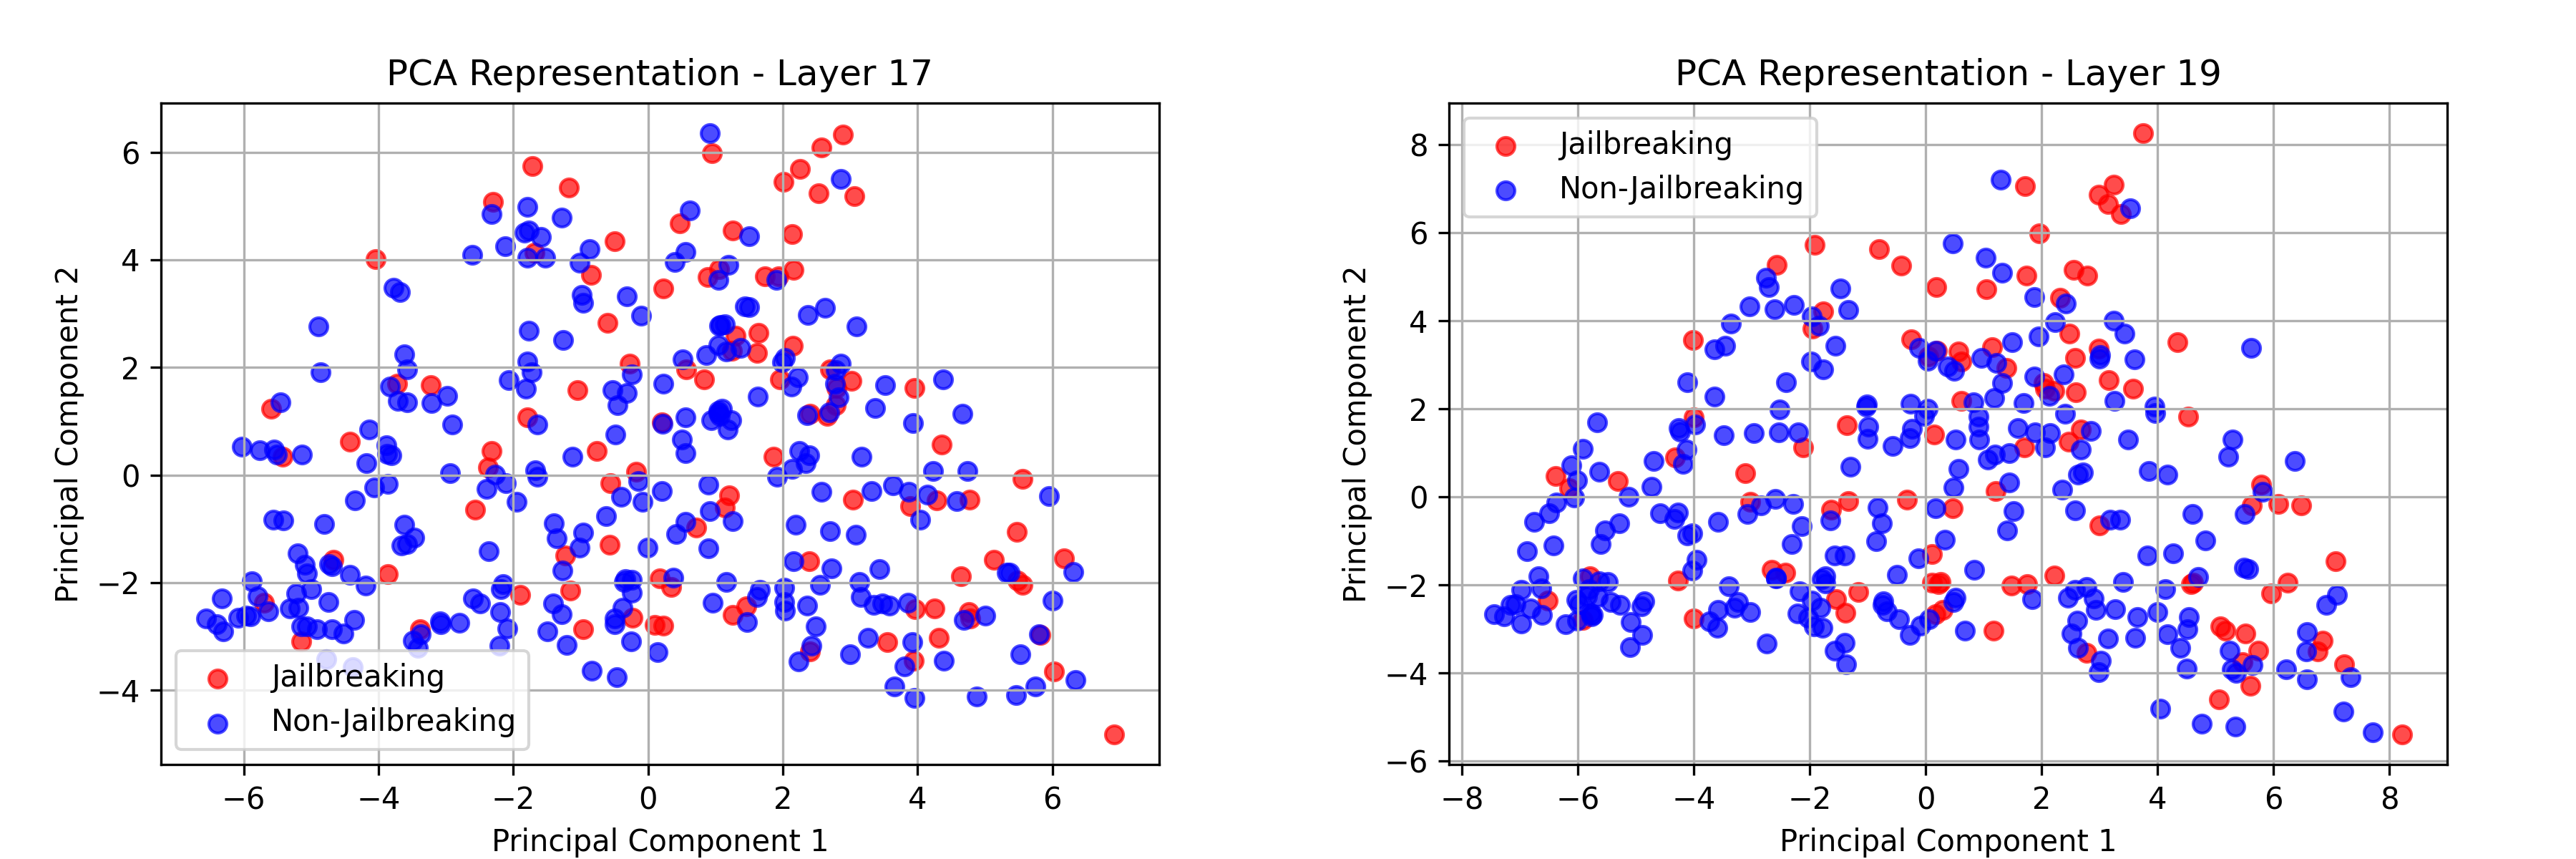 PCA Representation - Layer 17
6
4
2
0
−2
−4
Principal Component 2
Jailbreaking
Non-Jailbreaking
−6 −4 −2 0 2 4 6
Principal Component 1
PCA Representation - Layer 19
8
6
4
2
0
−2
−4
−6
Principal Component 2
Jailbreaking
Non-Jailbreaking
−8 −6 −4 −2 0 2 4 6 8
Principal Component 1